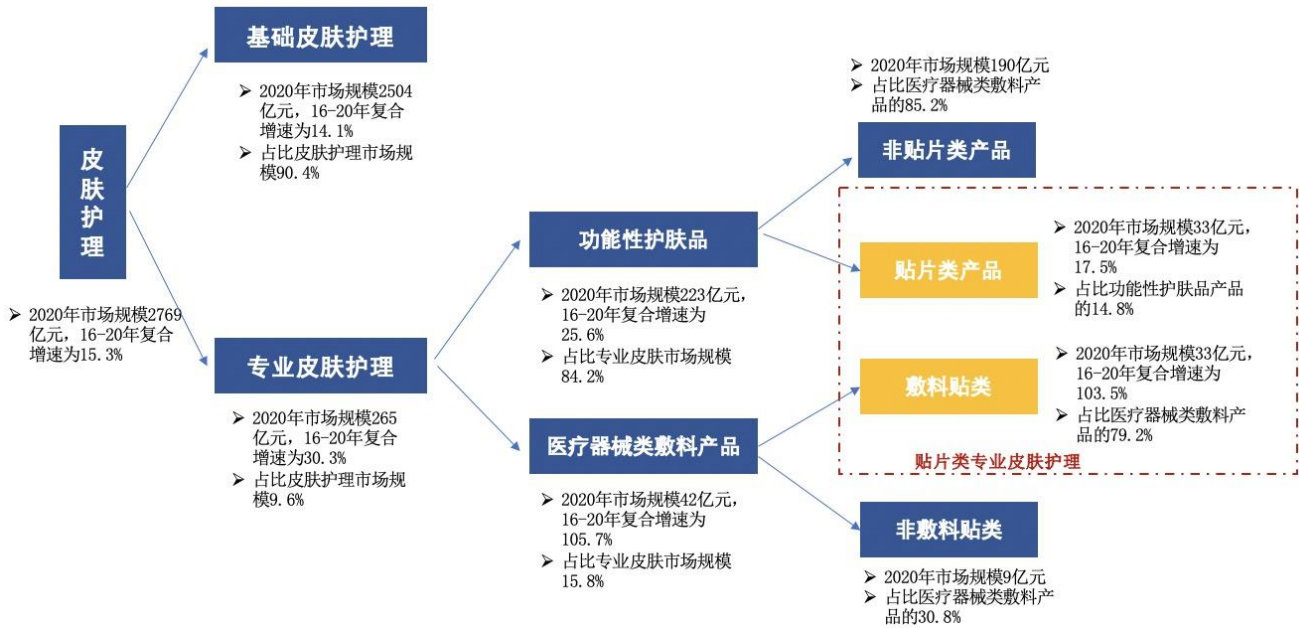 基础皮肤护理
➢ 2020年市场规模2504
亿元，16-20年复合
增速为14.1%
➢ 占比皮肤护理市场规
模90.4%
皮
肤
护
理
➢ 2020年市场规模2769
亿元，16-20年复合
增速为15.3%
专业皮肤护理
➢ 2020年市场规模265
亿元，16-20年复合
增速为30.3%
➢ 占比皮肤护理市场规
模9.6%
功能性护肤品
➢ 2020年市场规模223亿元，
16-20年复合增速为
25.6%
➢ 占比专业皮肤市场规模
84.2%
医疗器械类敷料产品
➢ 2020年市场规模42亿元，
16-20年复合增速为
105.7%
➢ 占比专业皮肤市场规模
15.8%
➢ 2020年市场规模190亿元
➢ 占比医疗器械类敷料产
品的85.2%
非贴片类产品
贴片类产品
➢ 2020年市场规模33亿元，
16-20年复合增速为
17.5%
➢ 占比功能性护肤品产品
的14.8%
敷料贴类
➢ 2020年市场规模33亿元，
16-20年复合增速为
103.5%
➢ 占比医疗器械类敷料产
品的79.2%
贴片类专业皮肤护理
非敷料贴类
➢ 2020年市场规模9亿元
➢ 占比医疗器械类敷料产
品的30.8%